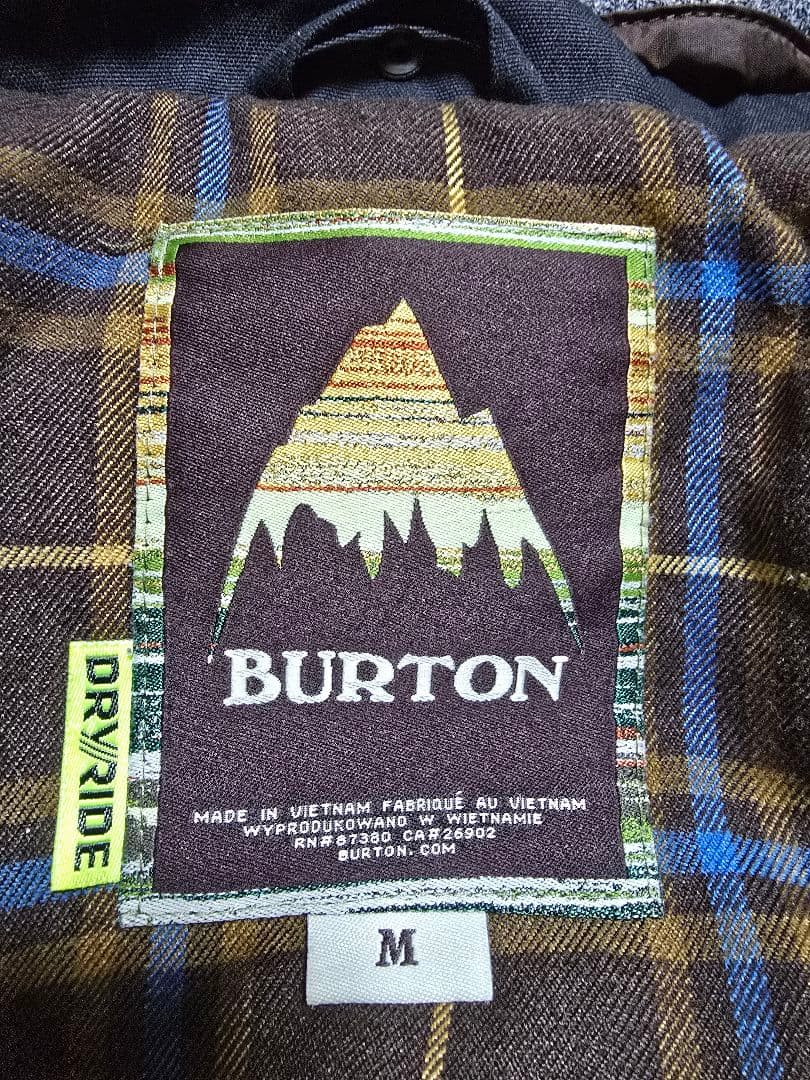 BURTON
DRY//RIDE
MADE IN VIETNAM FABRIQUÉ AU VIETNAM
WYPRODUKOWANO W WIETNAMIE
RN#87380 CA#26902
BURTON.COM
M